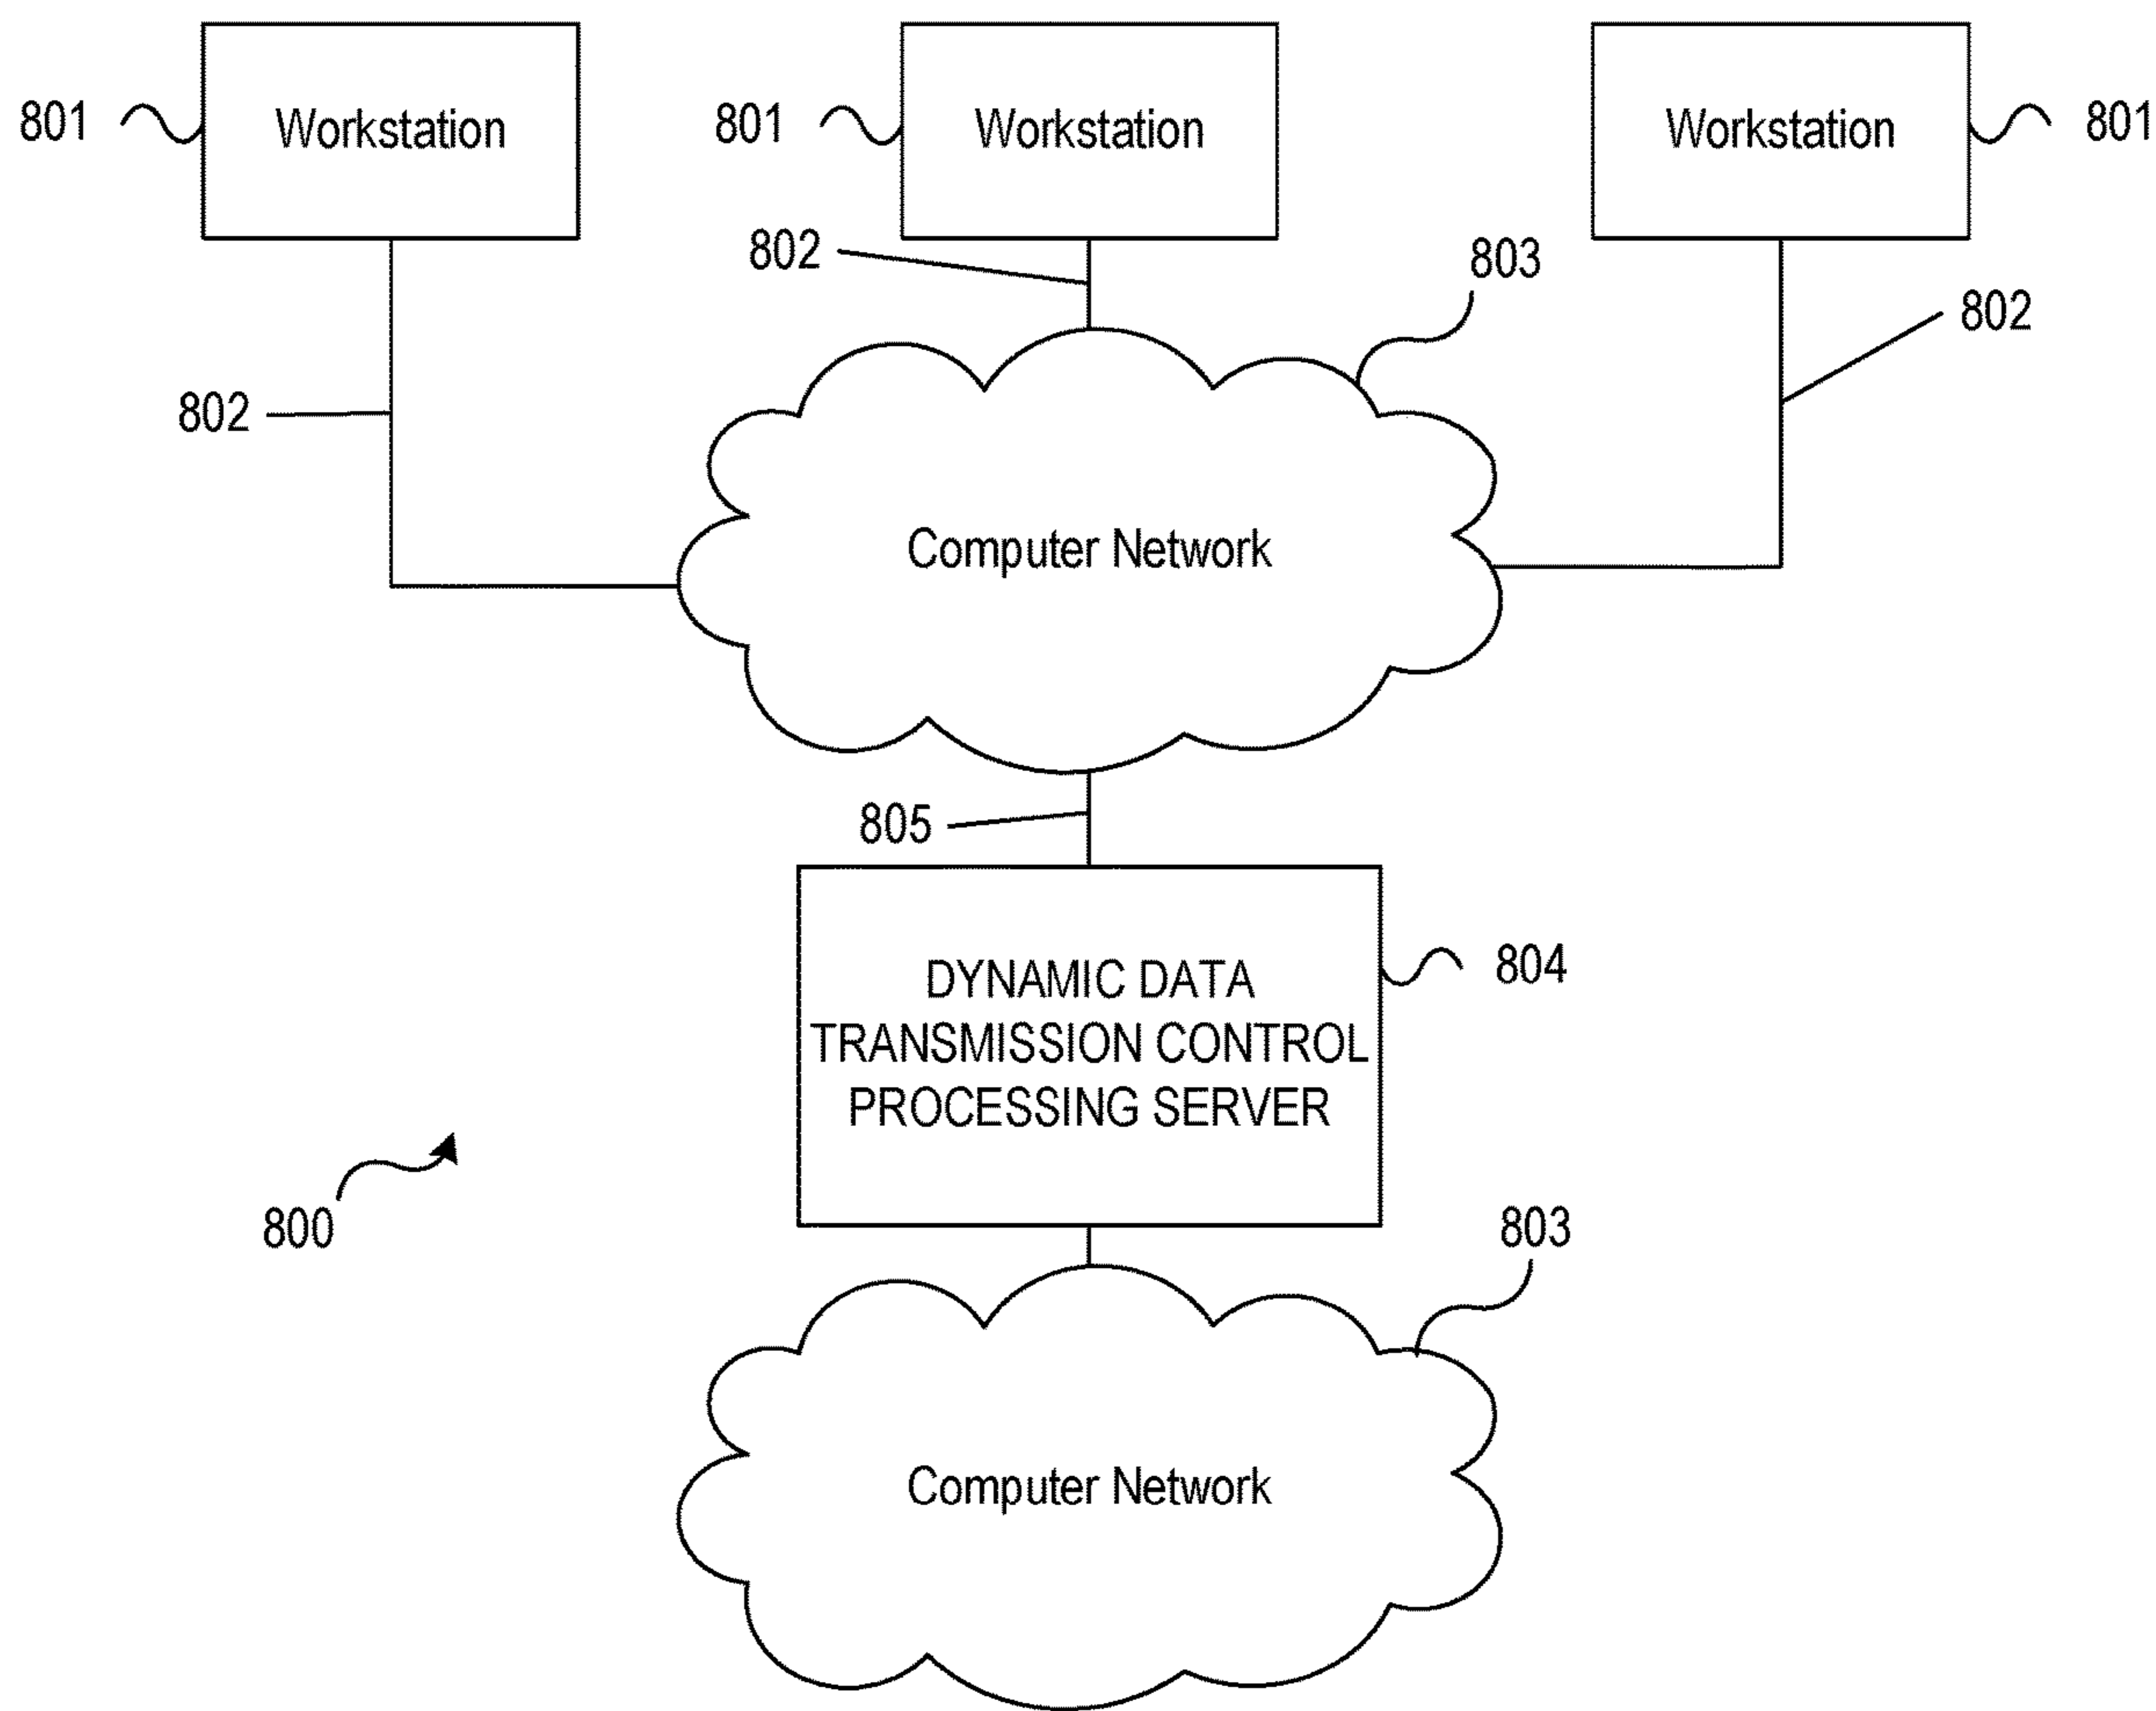 801
Workstation
801
Workstation
Workstation
801
802
803
802
802
Computer Network
805
DYNAMIC DATA
TRANSMISSION CONTROL
PROCESSING SERVER
804
800
803
Computer Network